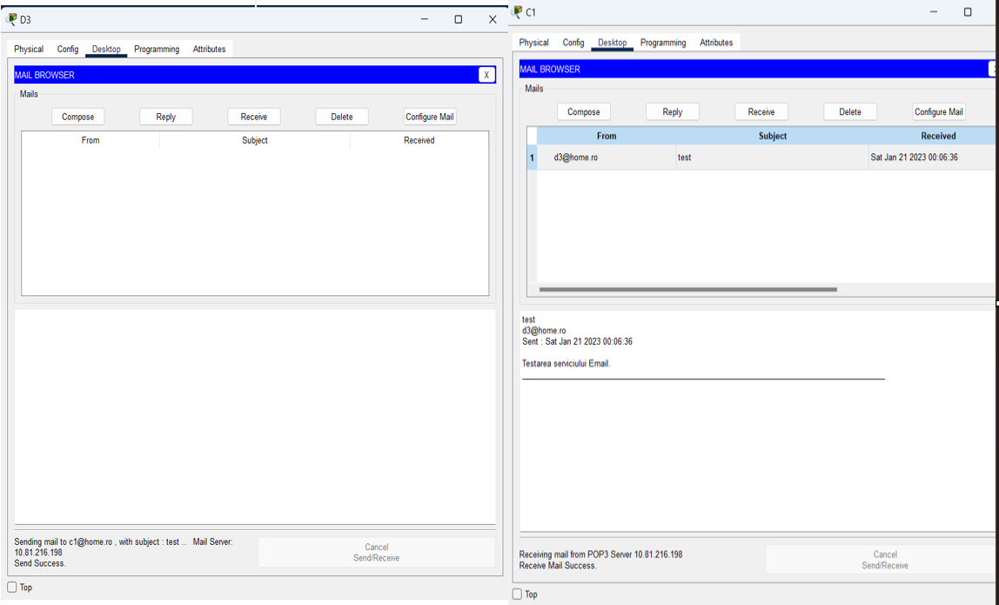 D3
Physical Config Desktop Programming Attributes
MAIL BROWSER X
Mails
Compose Reply Receive Delete Configure Mail
From Subject Received
Sending mail to c1@home.ro , with subject : test .. Mail Server:
10.81.216.198
Send Success.
Cancel
Send/Receive
Top
C1
Physical Config Desktop Programming Attributes
MAIL BROWSER
Mails
Compose Reply Receive Delete Configure Mail
From Subject Received
1 d3@home.ro test Sat Jan 21 2023 00:06:36
test
d3@home.ro
Sent : Sat Jan 21 2023 00:06:36
Testarea serviciului Email.
Receiving mail from POP3 Server 10.81.216.198
Receive Mail Success.
Cancel
Send/Receive
Top